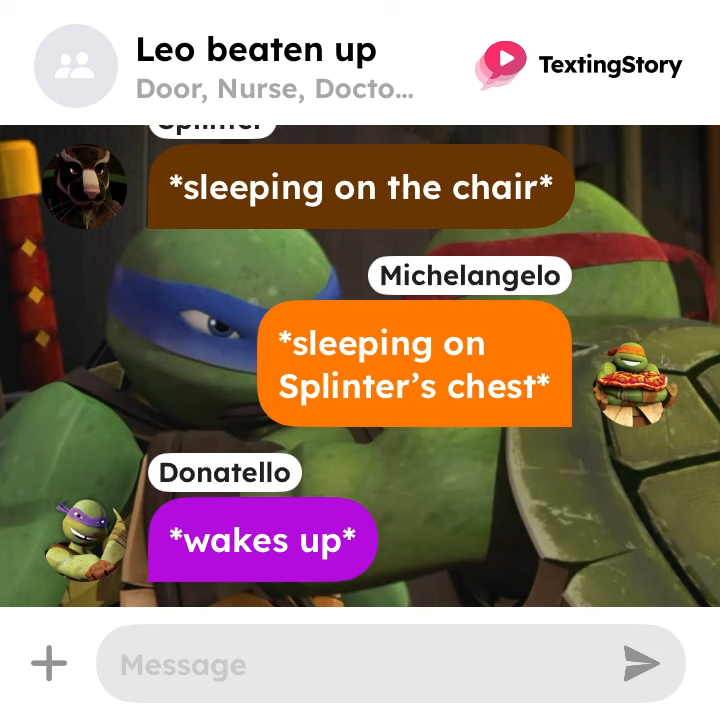 Leo beaten up
TextingStory
Door, Nurse, Docto...
Splinter
*sleeping on the chair*
Michelangelo
*sleeping on
Splinter's chest*
Donatello
*wakes up*
Message